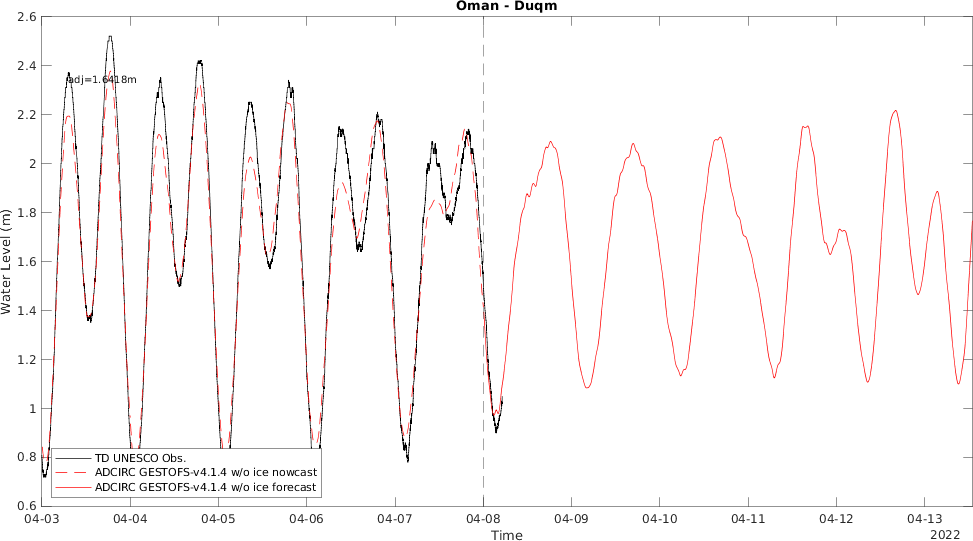 Oman - Duqm
2.6
2.4
2.2
2
1.8
1.6
1.4
1.2
1
0.8
0.6
Water Level (m)
adj=1.6418m
TD UNESCO Obs.
ADCIRC GESTOFS-v4.1.4 w/o ice nowcast
ADCIRC GESTOFS-v4.1.4 w/o ice forecast
04-03 04-04 04-05 04-06 04-07 04-08 04-09 04-10 04-11 04-12 04-13
Time
2022